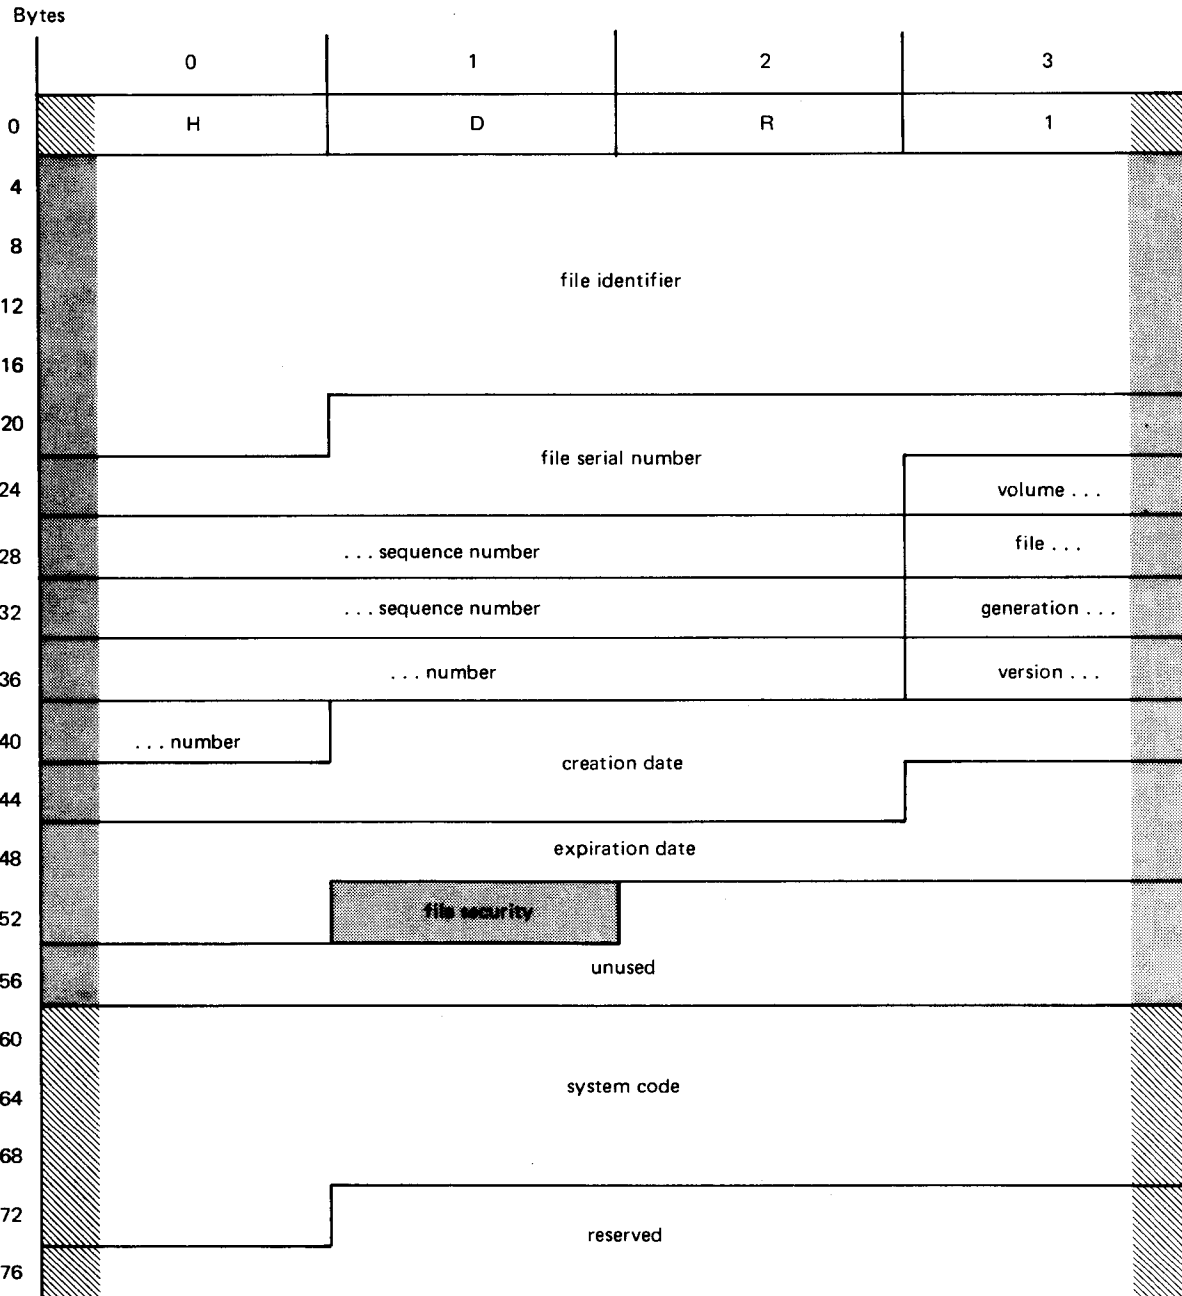 Bytes
0 1 2 3
0 H D R 1
4
8
file identifier
12
16
20
file serial number
24 volume . . .
28 . . . sequence number file . . .
32 . . . sequence number generation . . .
36 . . . number version . . .
40 . . . number
creation date
44
48 expiration date
52 file security
unused
56
60
system code
64
68
72
reserved
76